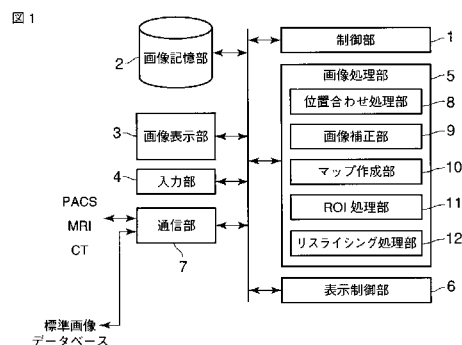 図1
画像記憶部
2
画像表示部
3
入力部
4
PACS
MRI
CT
通信部
7
標準画像
データベース
制御部
1
画像処理部
5
位置合わせ処理部
8
画像補正部
9
マップ作成部
10
ROI 処理部
11
リスライシング処理部
12
表示制御部
6